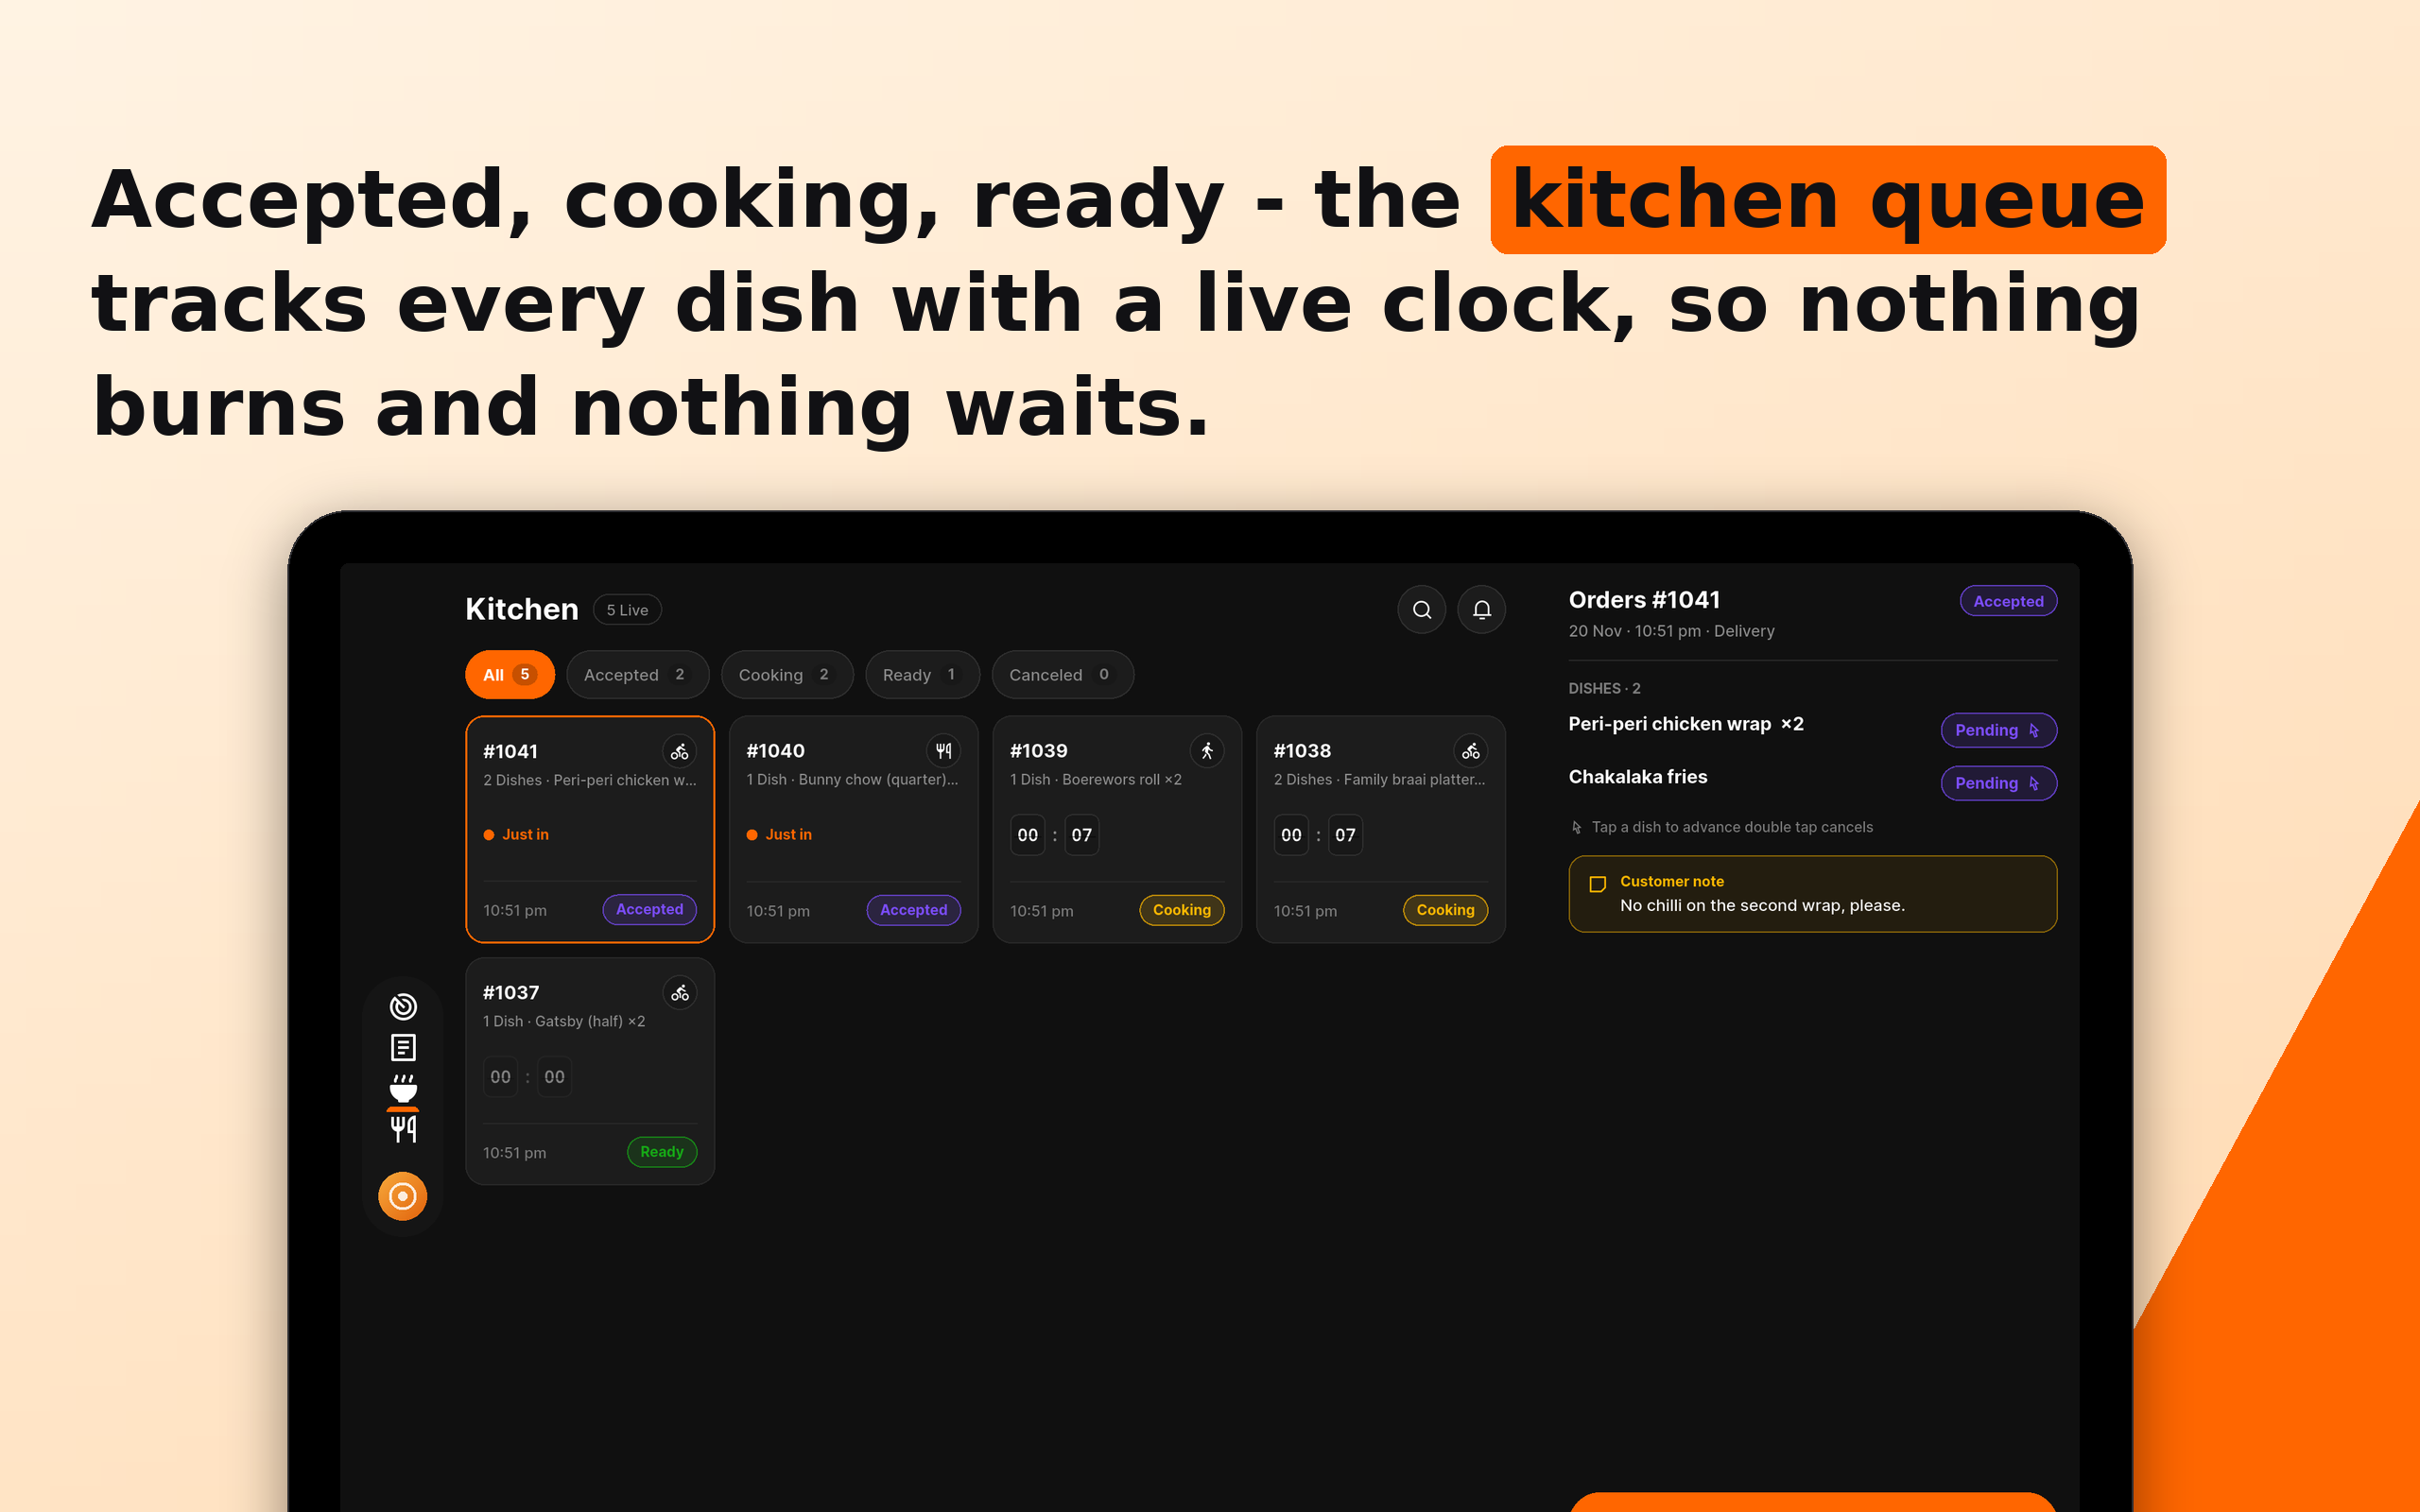 Accepted, cooking, ready - the kitchen queue
tracks every dish with a live clock, so nothing
burns and nothing waits.
Kitchen
5 Live
All 5
Accepted 2
Cooking 2
Ready 1
Canceled 0
#1041
2 Dishes · Peri-peri chicken w...
Just in
10:51 pm
Accepted
#1040
1 Dish · Bunny chow (quarter)...
Just in
10:51 pm
Accepted
#1039
1 Dish · Boerewors roll ×2
00 : 07
10:51 pm
Cooking
#1038
2 Dishes · Family braai platter...
00 : 07
10:51 pm
Cooking
#1037
1 Dish · Gatsby (half) ×2
00 : 00
10:51 pm
Ready
Orders #1041
Accepted
20 Nov · 10:51 pm · Delivery
DISHES · 2
Peri-peri chicken wrap ×2
Pending
Chakalaka fries
Pending
Tap a dish to advance double tap cancels
Customer note
No chilli on the second wrap, please.